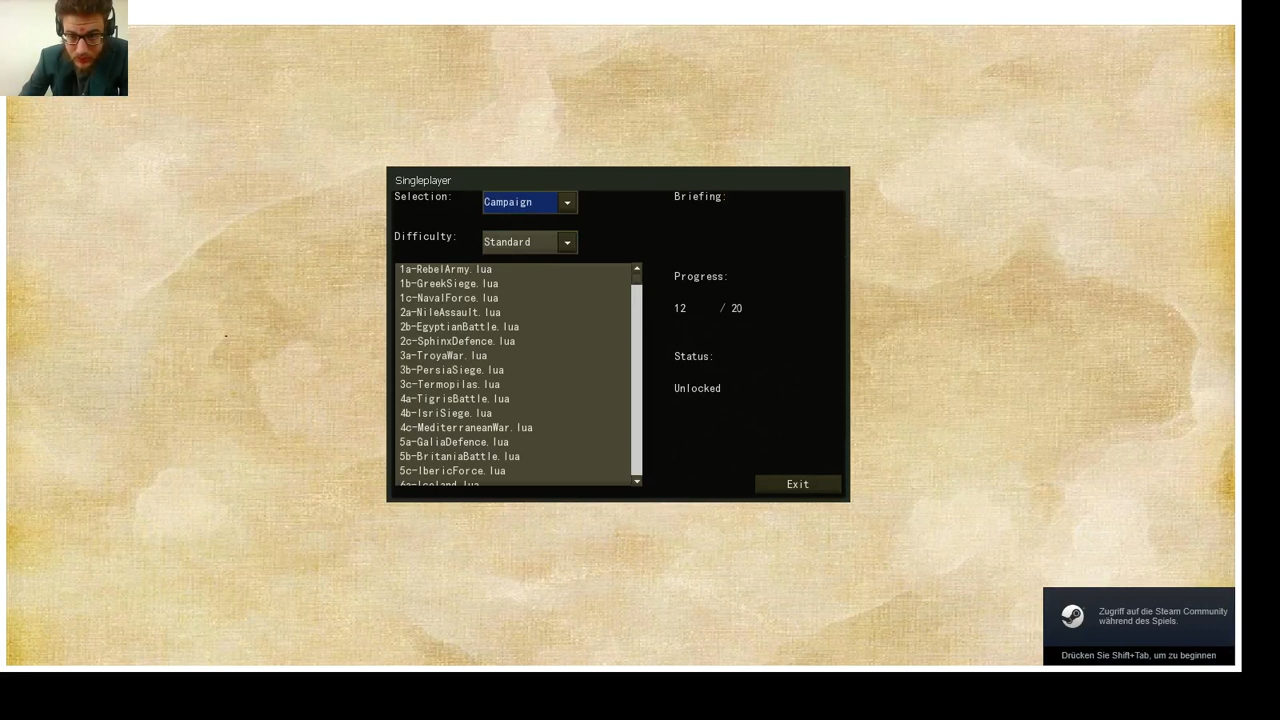 Singleplayer
Selection:
Campaign
Briefing:
Difficulty:
Standard
1a-RebelArmy.lua
1b-GreekSiege.lua
1c-NavalForce.lua
2a-NileAssault.lua
2b-EgyptianBattle.lua
2c-SphinxDefence.lua
3a-TroyaWar.lua
3b-PersiaSiege.lua
3c-Termopilas.lua
4a-TigrisBattle.lua
4b-IsriSiege.lua
4c-MediterraneanWar.lua
5a-GaliaDefence.lua
5b-BritaniaBattle.lua
5c-IbericForce.lua
6a-Iceland.lua
Progress:
12 / 20
Status:
Unlocked
Exit
Zugriff auf die Steam Community
während des Spiels.
Drücken Sie Shift+Tab, um zu beginnen